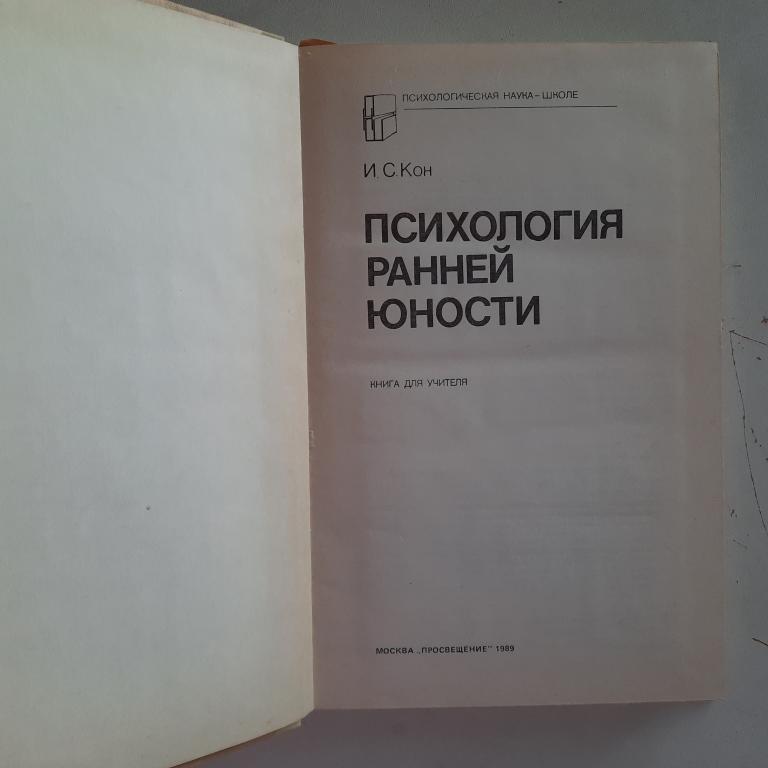 ПСИХОЛОГИЧЕСКАЯ НАУКА – ШКОЛЕ
И. С. Кон
ПСИХОЛОГИЯ
РАННЕЙ
ЮНОСТИ
КНИГА ДЛЯ УЧИТЕЛЯ
МОСКВА „ПРОСВЕЩЕНИЕ" 1989